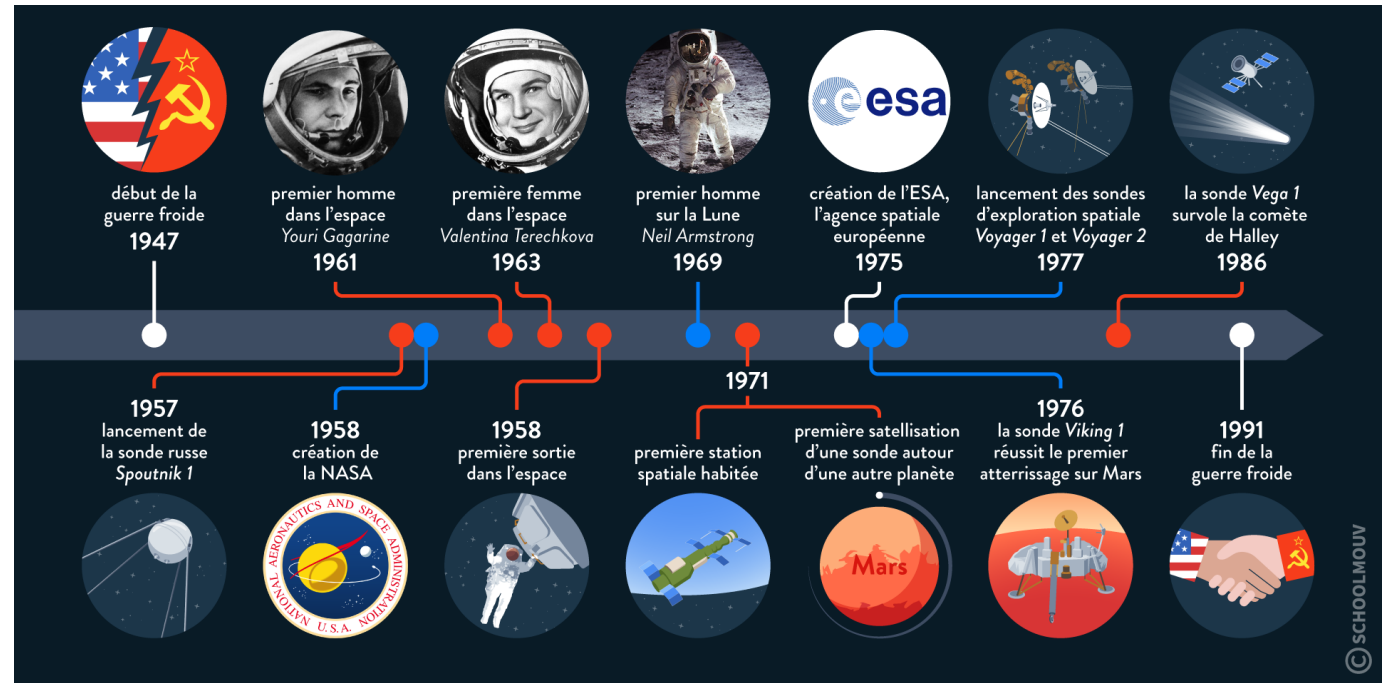 début de la
guerre froide
1947
premier homme
dans l'espace
Youri Gagarine
1961
première femme
dans l'espace
Valentina Terechkova
1963
premier homme
sur la Lune
Neil Armstrong
1969
esa
création de l'ESA,
l'agence spatiale
européenne
1975
lancement des sondes
d'exploration spatiale
Voyager 1 et Voyager 2
1977
la sonde Vega 1
survole la comète
de Halley
1986
1957
lancement de
la sonde russe
Spoutnik 1
1958
création de
la NASA
NATIONAL AERONAUTICS AND SPACE ADMINISTRATION
U.S.A.
1958
première sortie
dans l'espace
1971
première station
spatiale habitée
première satellisation
d'une sonde autour
d'une autre planète
Mars
1976
la sonde Viking 1
réussit le premier
atterrissage sur Mars
1991
fin de la
guerre froide
© SCHOOLMOUV